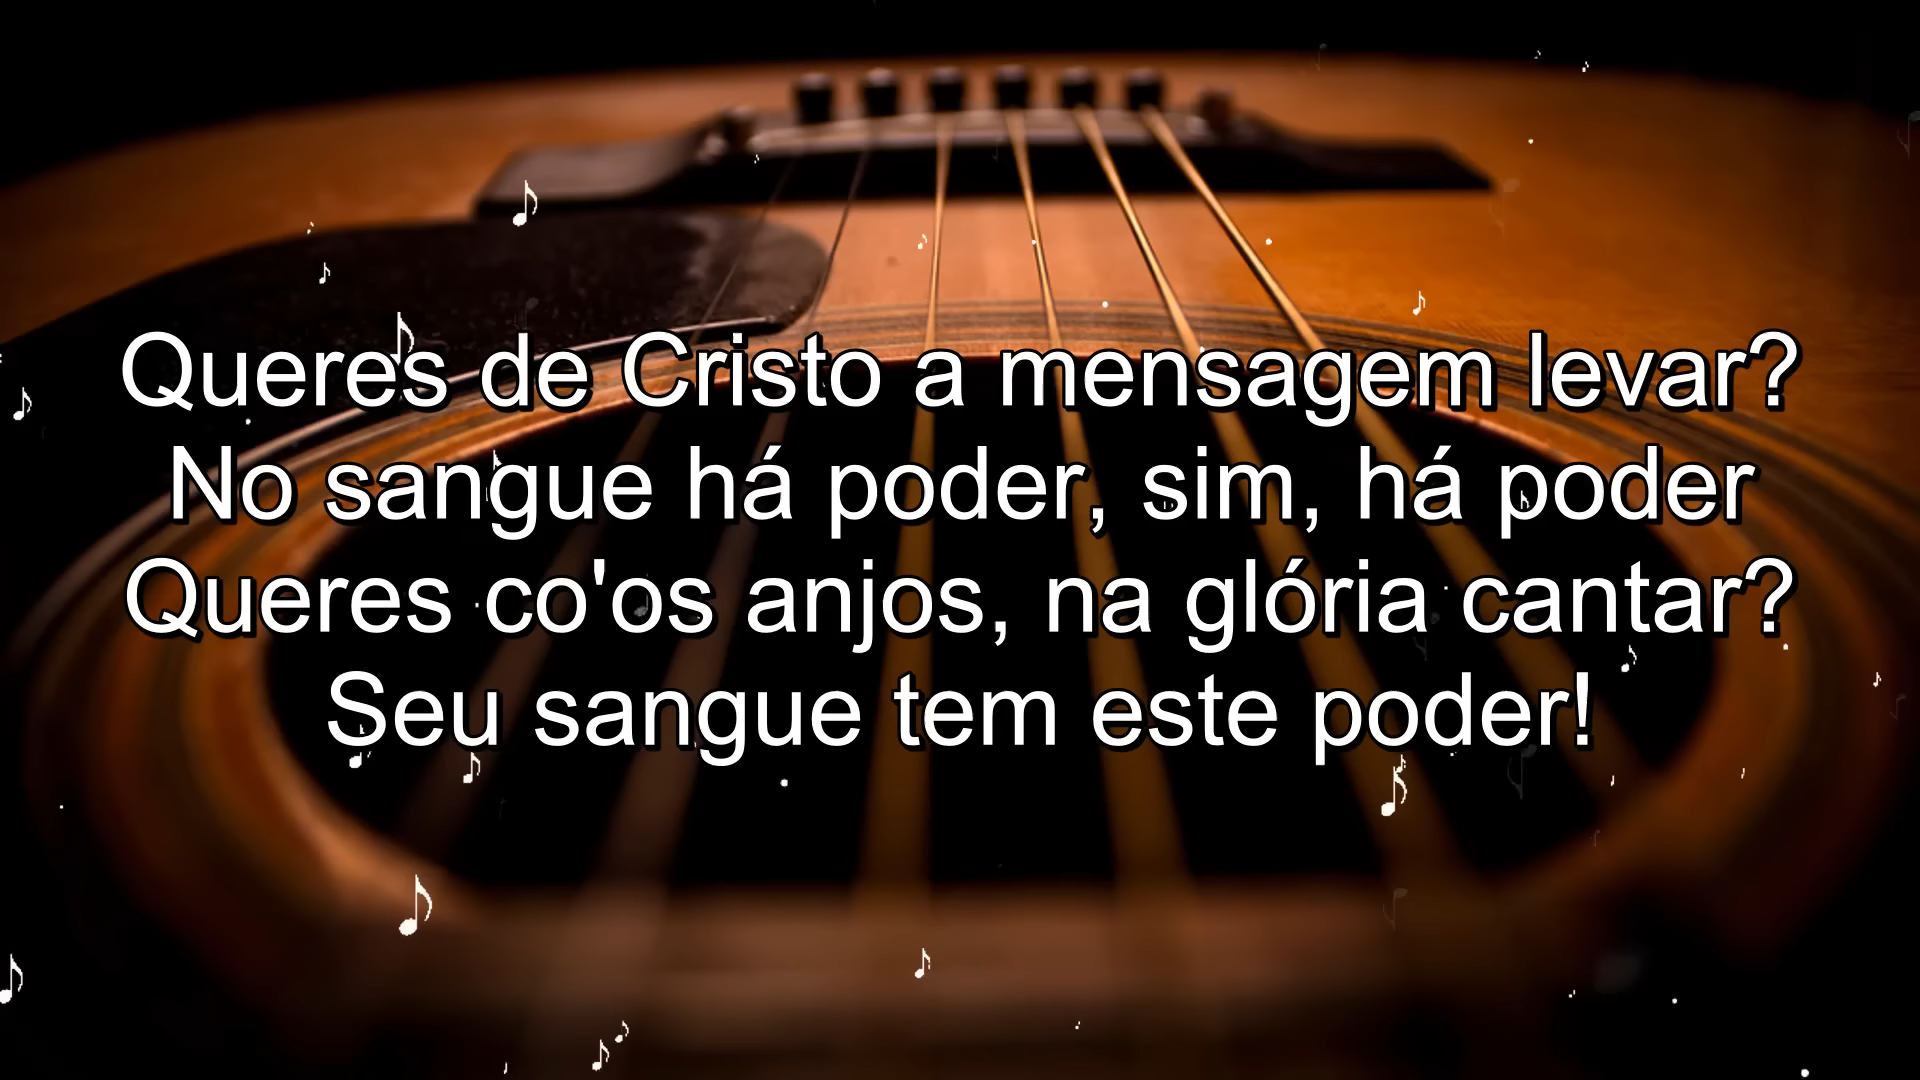 Queres de Cristo a mensagem levar?
No sangue há poder, sim, há poder
Queres co'os anjos, na glória cantar?
Seu sangue tem este poder!